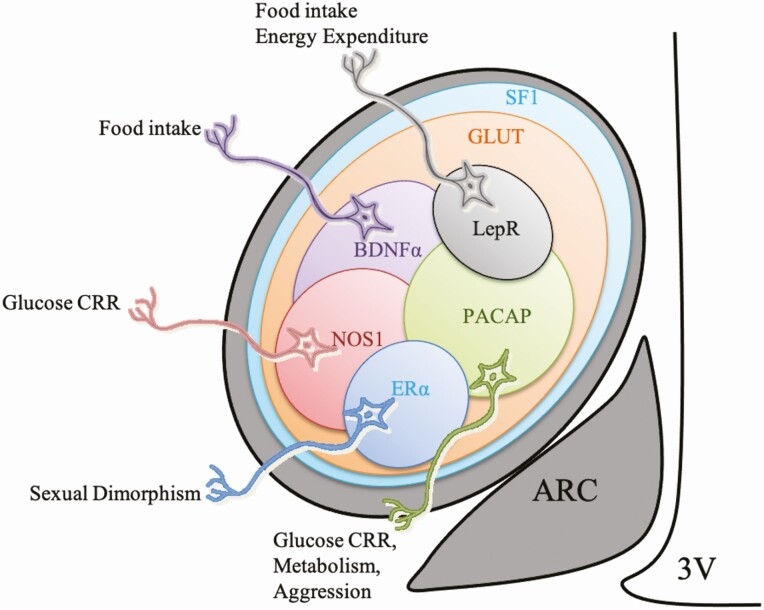 Food intake
Energy Expenditure
SF1
GLUT
Food intake
LepR
BDNFα
Glucose CRR
PACAP
NOS1
ERα
Sexual Dimorphism
ARC
Glucose CRR,
Metabolism,
Aggression
3V